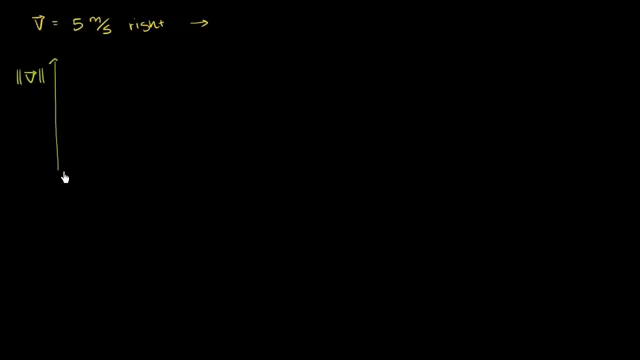 v⃗ = 5 m/s right →
||v⃗||